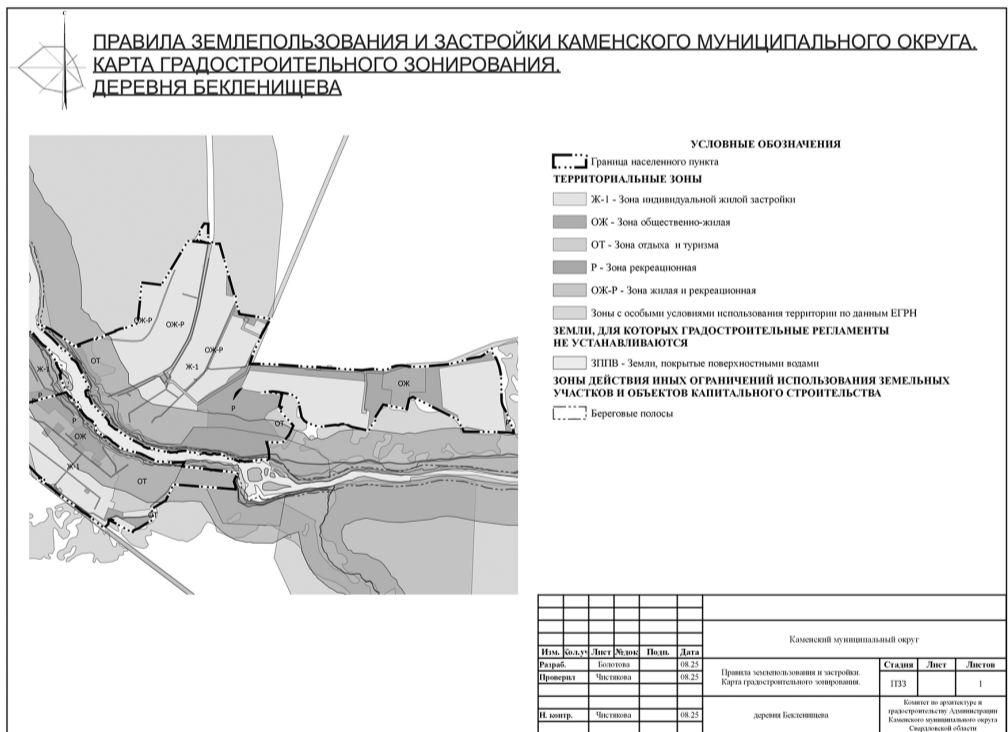 с
ПРАВИЛА ЗЕМЛЕПОЛЬЗОВАНИЯ И ЗАСТРОЙКИ КАМЕНСКОГО МУНИЦИПАЛЬНОГО ОКРУГА.
КАРТА ГРАДОСТРОИТЕЛЬНОГО ЗОНИРОВАНИЯ.
ДЕРЕВНЯ БЕКЛЕНИЩЕВА
УСЛОВНЫЕ ОБОЗНАЧЕНИЯ
Граница населенного пункта
ТЕРРИТОРИАЛЬНЫЕ ЗОНЫ
Ж-1 - Зона индивидуальной жилой застройки
ОЖ - Зона общественно-жилая
ОТ - Зона отдыха и туризма
Р - Зона рекреационная
ОЖ-Р - Зона жилая и рекреационная
Зоны с особыми условиями использования территории по данным ЕГРН
ЗЕМЛИ, ДЛЯ КОТОРЫХ ГРАДОСТРОИТЕЛЬНЫЕ РЕГЛАМЕНТЫ
НЕ УСТАНАВЛИВАЮТСЯ
ЗППВ - Земли, покрытые поверхностными водами
ЗОНЫ ДЕЙСТВИЯ ИНЫХ ОГРАНИЧЕНИЙ ИСПОЛЬЗОВАНИЯ ЗЕМЕЛЬНЫХ
УЧАСТКОВ И ОБЪЕКТОВ КАПИТАЛЬНОГО СТРОИТЕЛЬСТВА
Береговые полосы
ОЖ-Р
ОЖ-Р
ОЖ-Р
ОТ
Ж-1
Ж-1
ОЖ
Р
Р
ОТ
Р
ОЖ
Ж-1
ОТ
ОТ
Каменский муниципальный округ
Изм. Кол.уч Лист №док Подп. Дата
Разраб. Болотова 08.25
Проверил Чистякова 08.25
Н. контр. Чистякова 08.25
Правила землепользования и застройки.
Карта градостроительного зонирования.
Стадия Лист Листов
ПЗЗ 1
деревня Бекленищева
Комитет по архитектуре и
градостроительству Администрации
Каменского муниципального округа
Свердловской области